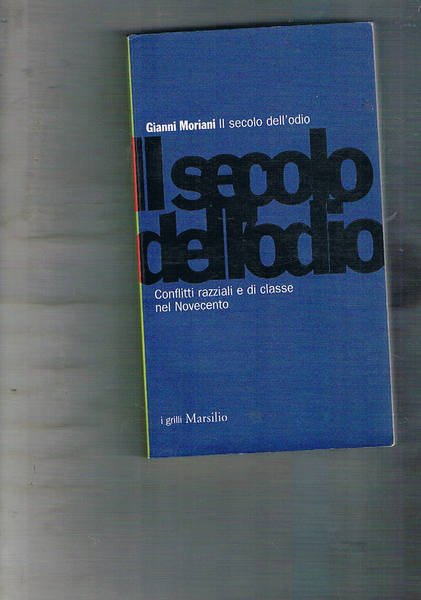 Gianni Moriani Il secolo dell'odio
Il secolo
dell'odio
Conflitti razziali e di classe
nel Novecento
i grilli Marsilio